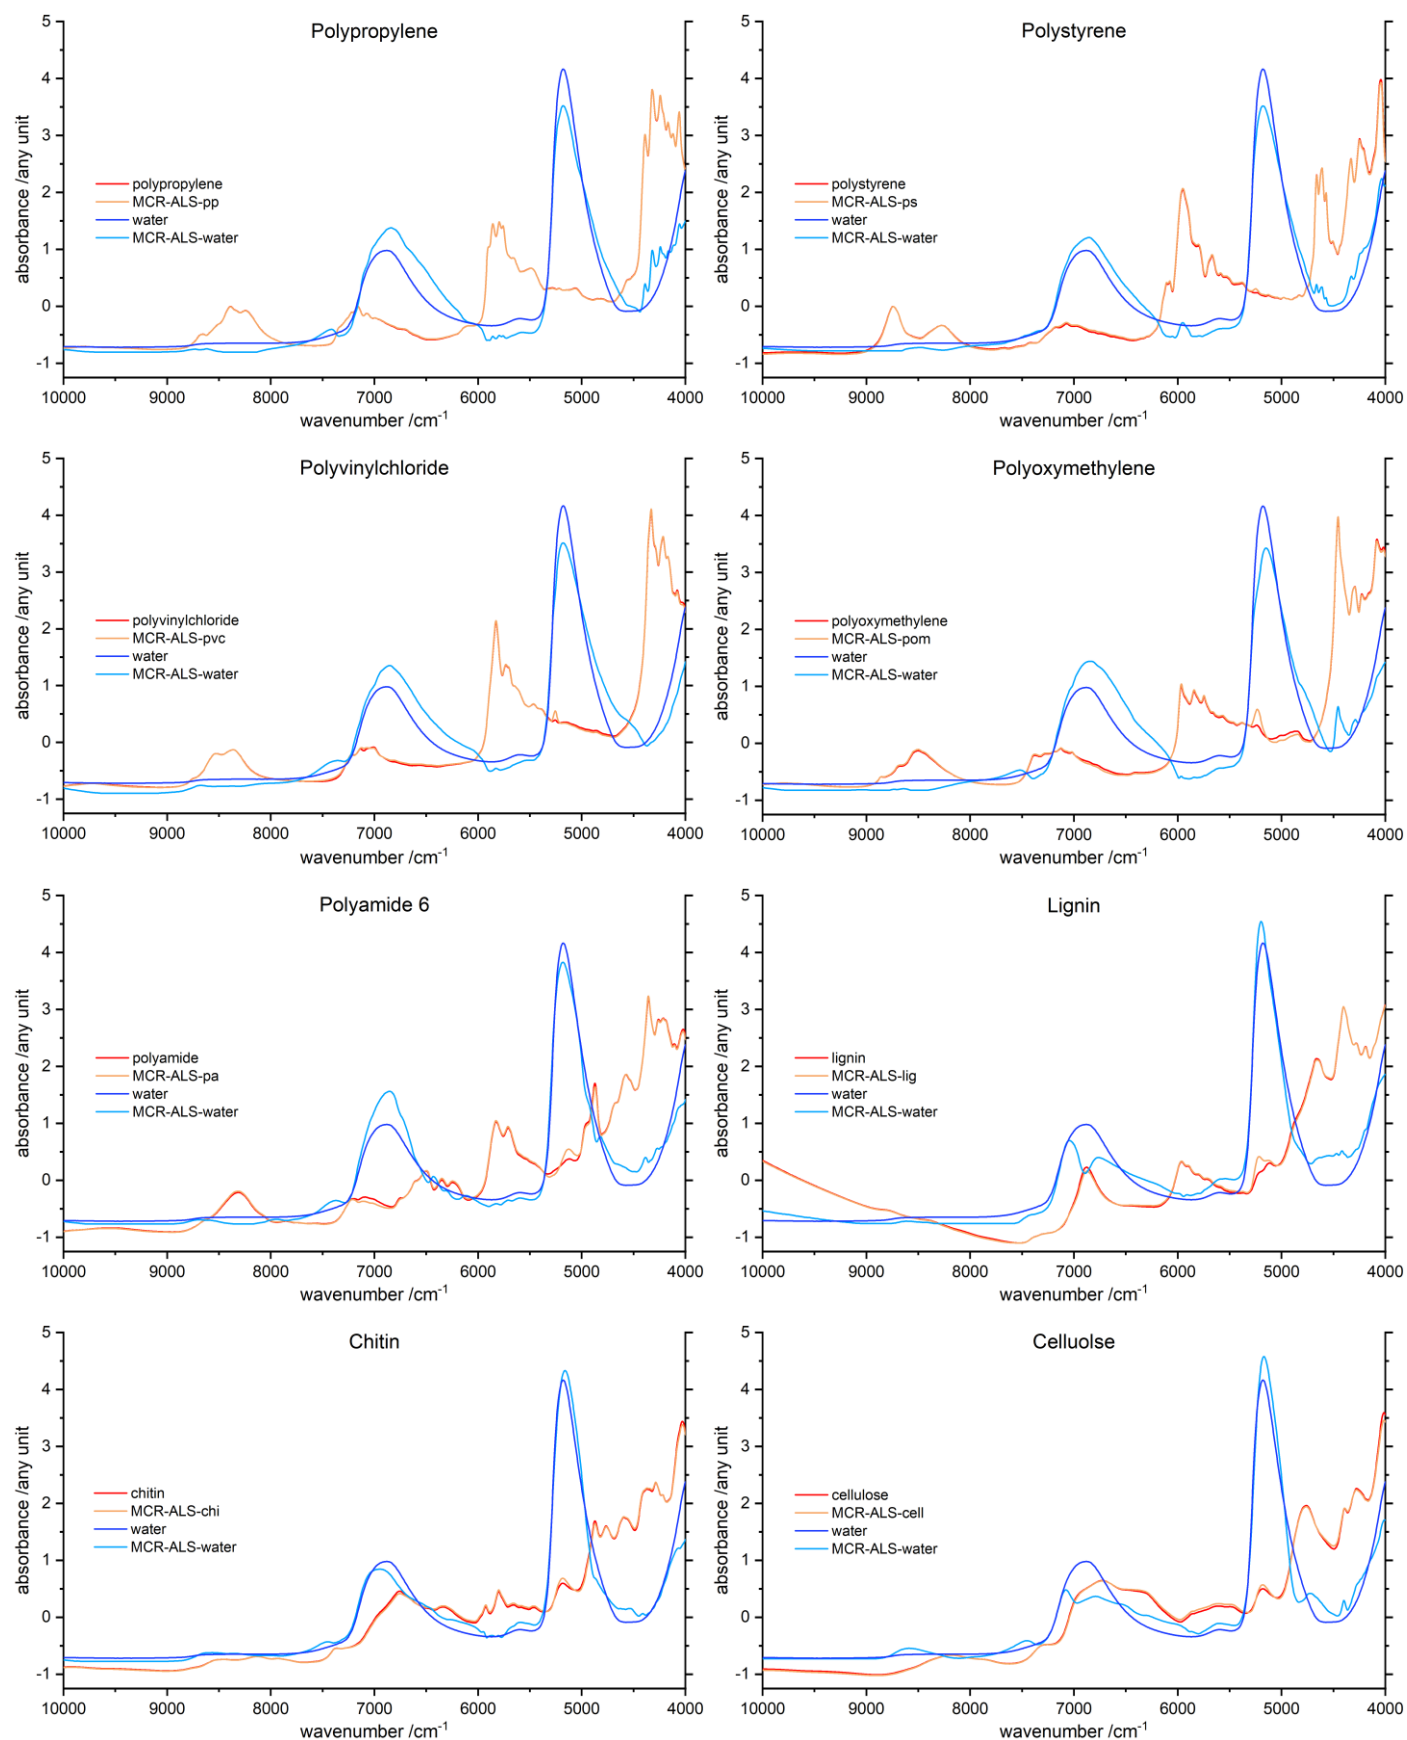 Polypropylene
absorbance /any unit
5
4
3
2
1
0
-1
polypropylene
MCR-ALS-pp
water
MCR-ALS-water
10000 9000 8000 7000 6000 5000 4000
wavenumber /cm-1
Polystyrene
absorbance /any unit
5
4
3
2
1
0
-1
polystyrene
MCR-ALS-ps
water
MCR-ALS-water
10000 9000 8000 7000 6000 5000 4000
wavenumber /cm-1
Polyvinylchloride
absorbance /any unit
5
4
3
2
1
0
-1
polyvinylchloride
MCR-ALS-pvc
water
MCR-ALS-water
10000 9000 8000 7000 6000 5000 4000
wavenumber /cm-1
Polyoxymethylene
absorbance /any unit
5
4
3
2
1
0
-1
polyoxymethylene
MCR-ALS-pom
water
MCR-ALS-water
10000 9000 8000 7000 6000 5000 4000
wavenumber /cm-1
Polyamide 6
absorbance /any unit
5
4
3
2
1
0
-1
polyamide
MCR-ALS-pa
water
MCR-ALS-water
10000 9000 8000 7000 6000 5000 4000
wavenumber /cm-1
Lignin
absorbance /any unit
5
4
3
2
1
0
-1
lignin
MCR-ALS-lig
water
MCR-ALS-water
10000 9000 8000 7000 6000 5000 4000
wavenumber /cm-1
Chitin
absorbance /any unit
5
4
3
2
1
0
-1
chitin
MCR-ALS-chi
water
MCR-ALS-water
10000 9000 8000 7000 6000 5000 4000
wavenumber /cm-1
Celluolse
absorbance /any unit
5
4
3
2
1
0
-1
cellulose
MCR-ALS-cell
water
MCR-ALS-water
10000 9000 8000 7000 6000 5000 4000
wavenumber /cm-1